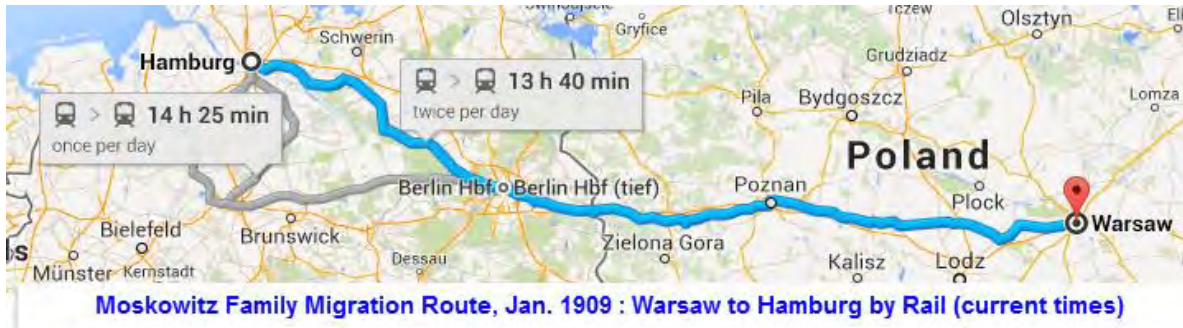 Gryfice
Tczew
Olsztyn
Schwerin
Hamburg
Grudziadz
13 h 40 min
twice per day
14 h 25 min
once per day
Pila
Bydgoszcz
Lomza
Poland
Berlin Hbf
Berlin Hbf (tief)
Poznan
Plock
Warsaw
Bielefeld
Brunswick
Zielona Gora
Dessau
Münster
Kernstadt
Kalisz
Lodz
Moskowitz Family Migration Route, Jan. 1909 : Warsaw to Hamburg by Rail (current times)